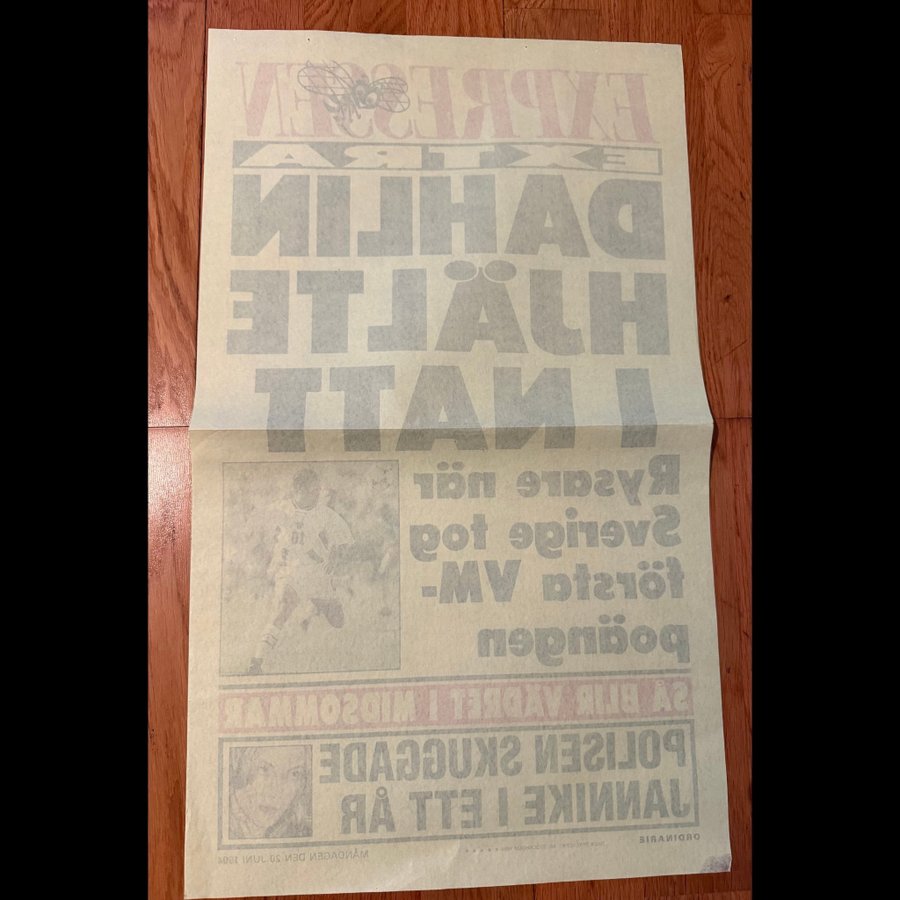 EXPRESSEN
EXTRA
DAHLIN
HJÄLTE
I NATT
Rysare när
Sverige tog
första VM-
poängen
10
SÅ BLIR VÄDRET I MIDSOMMAR
POLISEN SKUGGADE
JANNIKE I ETT ÅR
ORDINARIE
MÅNDAGEN DEN 20 JUNI 1994